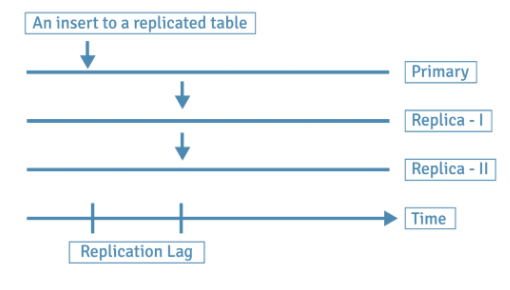 An insert to a replicated table
Primary
Replica - I
Replica - II
Time
Replication Lag